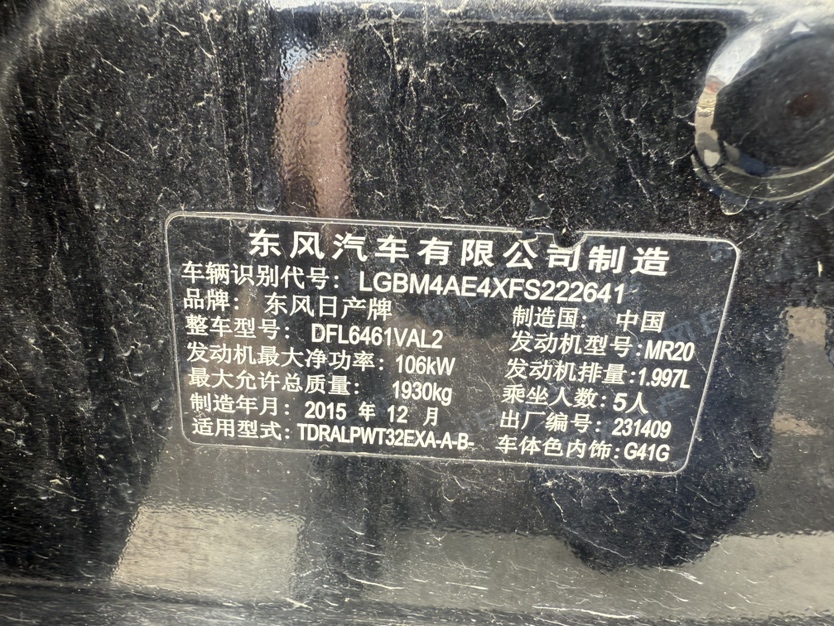 东风汽车有限公司制造
车辆识别代号: LGBM4AE4XFS222641
品牌: 东风日产牌 制造国: 中国
整车型号: DFL6461VAL2 发动机型号:MR20
发动机最大净功率: 106kW 发动机排量:1.997L
最大允许总质量: 1930kg 乘坐人数:5人
制造年月: 2015 年 12 月 出厂编号: 231409
适用型式: TDRALPWT32EXA-A-B- 车体色内饰:G41G